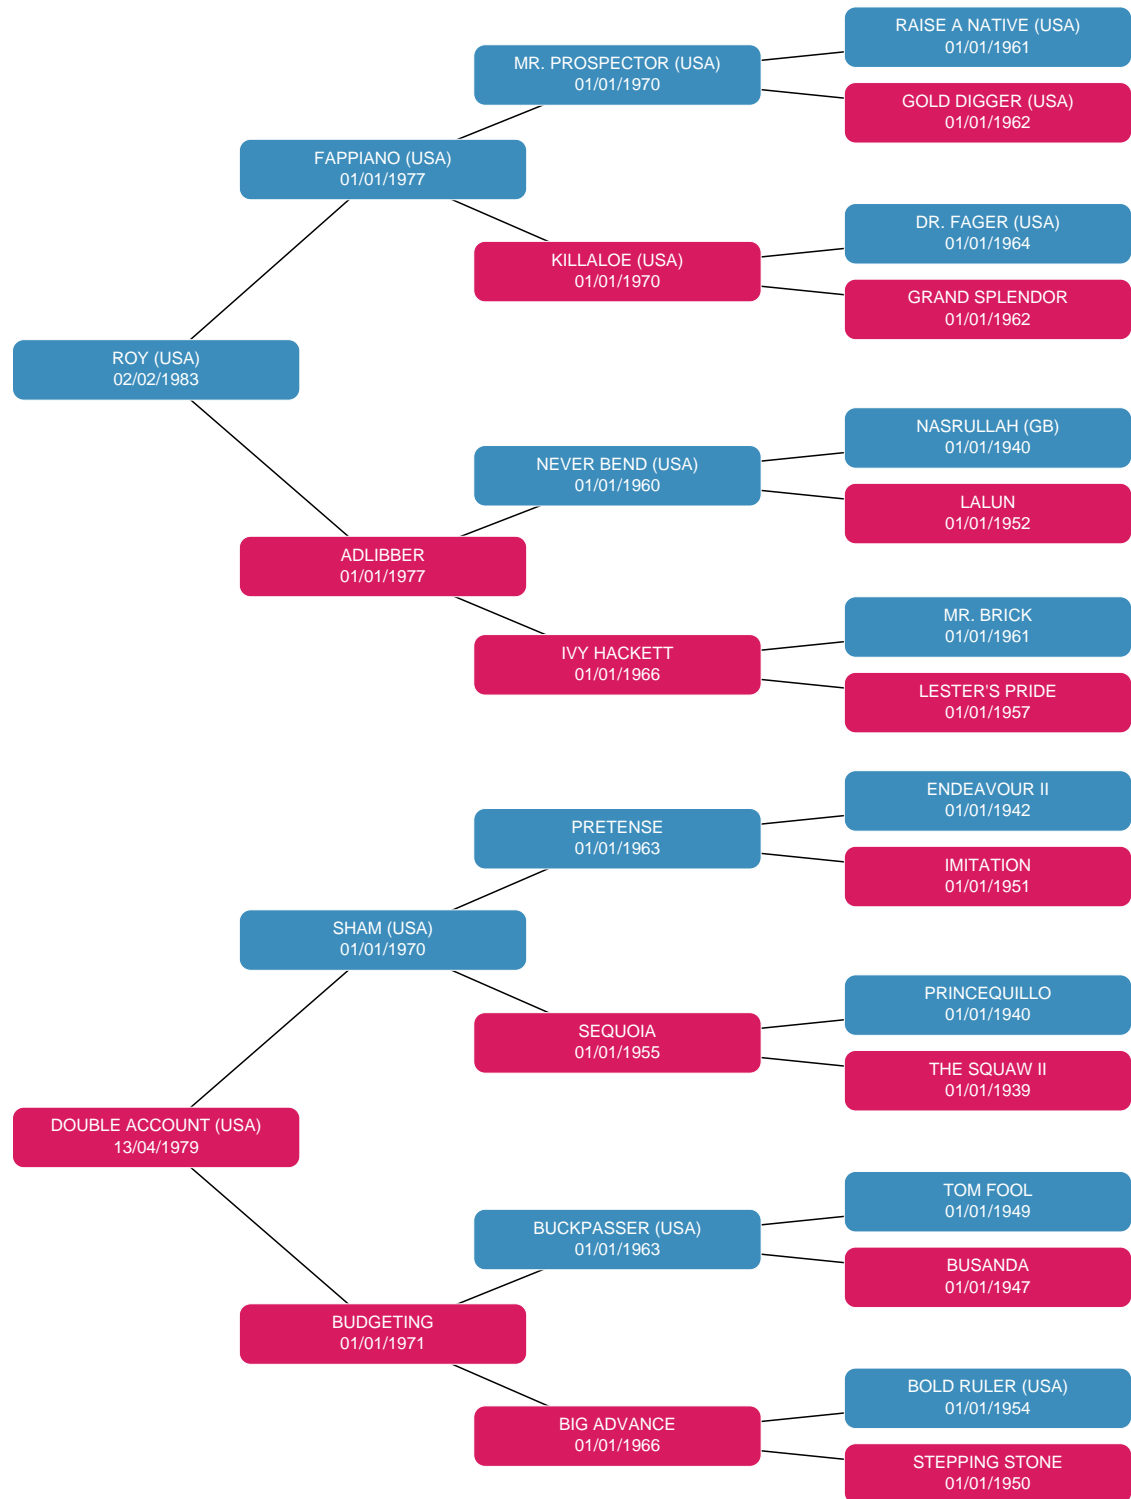 RAISE A NATIVE (USA)
01/01/1961
MR. PROSPECTOR (USA)
01/01/1970
GOLD DIGGER (USA)
01/01/1962
FAPPIANO (USA)
01/01/1977
DR. FAGER (USA)
01/01/1964
KILLALOE (USA)
01/01/1970
GRAND SPLENDOR
01/01/1962
ROY (USA)
02/02/1983
NASRULLAH (GB)
01/01/1940
NEVER BEND (USA)
01/01/1960
LALUN
01/01/1952
ADLIBBER
01/01/1977
MR. BRICK
01/01/1961
IVY HACKETT
01/01/1966
LESTER'S PRIDE
01/01/1957
ENDEAVOUR II
01/01/1942
PRETENSE
01/01/1963
IMITATION
01/01/1951
SHAM (USA)
01/01/1970
PRINCEQUILLO
01/01/1940
SEQUOIA
01/01/1955
THE SQUAW II
01/01/1939
DOUBLE ACCOUNT (USA)
13/04/1979
TOM FOOL
01/01/1949
BUCKPASSER (USA)
01/01/1963
BUSANDA
01/01/1947
BUDGETING
01/01/1971
BOLD RULER (USA)
01/01/1954
BIG ADVANCE
01/01/1966
STEPPING STONE
01/01/1950